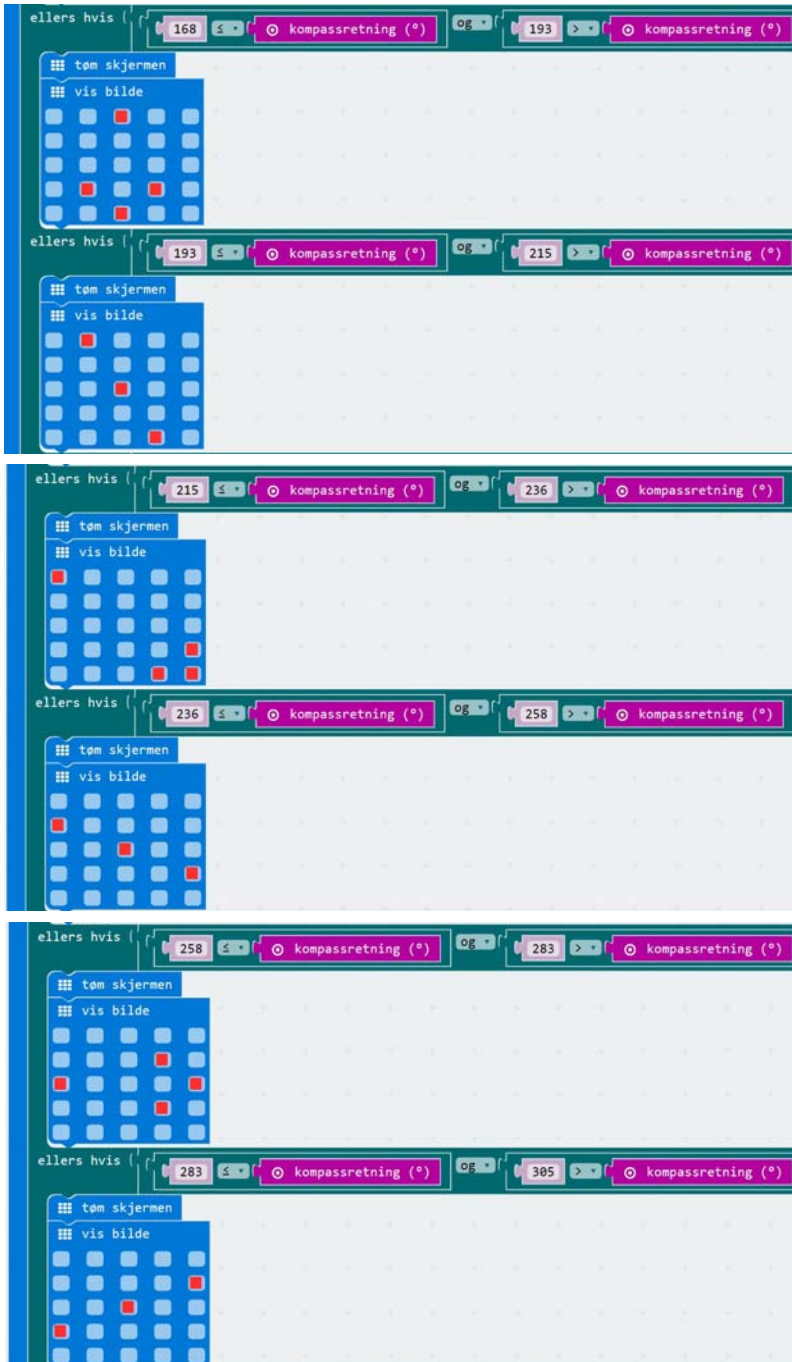 ellers hvis 168 ≤ kompassretning (°) og 193 > kompassretning (°)
tøm skjermen
vis bilde
ellers hvis 193 ≤ kompassretning (°) og 215 > kompassretning (°)
tøm skjermen
vis bilde
ellers hvis 215 ≤ kompassretning (°) og 236 > kompassretning (°)
tøm skjermen
vis bilde
ellers hvis 236 ≤ kompassretning (°) og 258 > kompassretning (°)
tøm skjermen
vis bilde
ellers hvis 258 ≤ kompassretning (°) og 283 > kompassretning (°)
tøm skjermen
vis bilde
ellers hvis 283 ≤ kompassretning (°) og 305 > kompassretning (°)
tøm skjermen
vis bilde